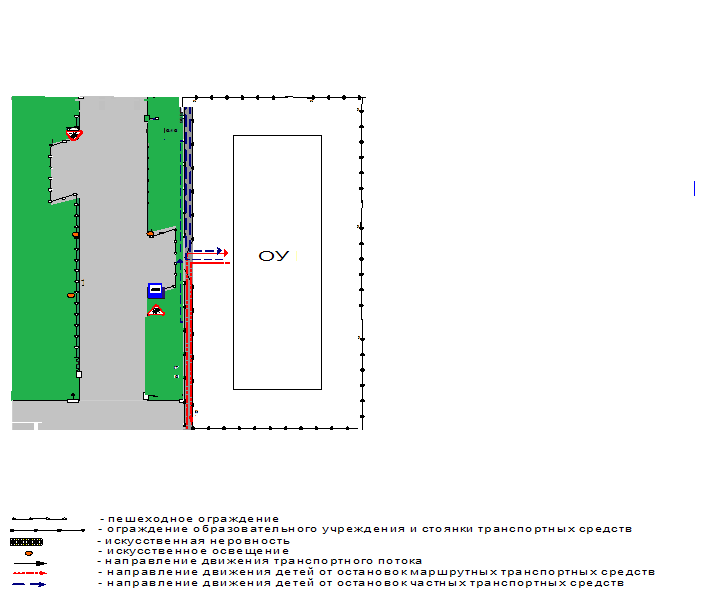 ОУ
- пешеходное ограждение
- ограждение образовательного учреждения и стоянки транспортных средств
- искусственная неровность
- искусственное освещение
- направление движения транспортного потока
- направление движения детей от остановок маршрутных транспортных средств
- направление движения детей от остановок частных транспортных средств